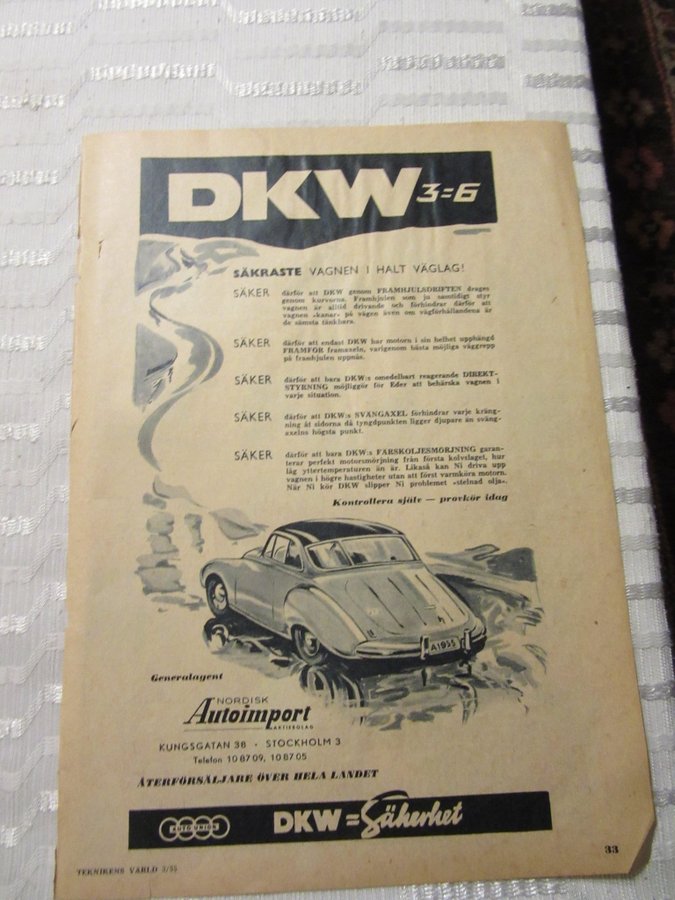 DKW 3=6
SÄKRASTE VAGNEN I HALT VÄGLAG!
SÄKER därför att DKW genom FRAMHJULSDRIFTEN drages
genom kurvorna. Framhjulen som ju samtidigt styr
vagnen är alltid drivande och förhindrar därför att
vagnen »kanar» på vägen även om vägförhållandena är
de sämsta tänkbara.
SÄKER därför att endast DKW har motorn i sin helhet upphängd
FRAMFÖR framaxeln, varigenom bästa möjliga väggrepp
på framhjulen uppnås.
SÄKER därför att bara DKW:s omedelbart reagerande DIREKT-
STYRNING möjliggör för Eder att behärska vagnen i
varje situation.
SÄKER därför att DKW:s SVÄNGAXEL förhindrar varje kräng-
ning åt sidorna då tyngdpunkten ligger djupare än sväng-
axelns högsta punkt.
SÄKER därför att bara DKW:s FÄRSKOLJESMÖRJNING garan-
terar perfekt motorsmörjning från första kolvslaget, hur
låg yttertemperaturen än är. Likaså kan Ni driva upp
vagnen i högre hastigheter utan att först varmköra motorn.
När Ni kör DKW slipper Ni problemet »stelnad olja».
Kontrollera själv — provkör idag
A1955
Generalagent
NORDISK
Autoimport
AKTIEBOLAG
KUNGSGATAN 38 · STOCKHOLM 3
Telefon 10 87 09, 10 87 05
ÅTERFÖRSÄLJARE ÖVER HELA LANDET
AUTO UNION
DKW = Säkerhet
33
TEKNIKENS VÄRLD 3/55